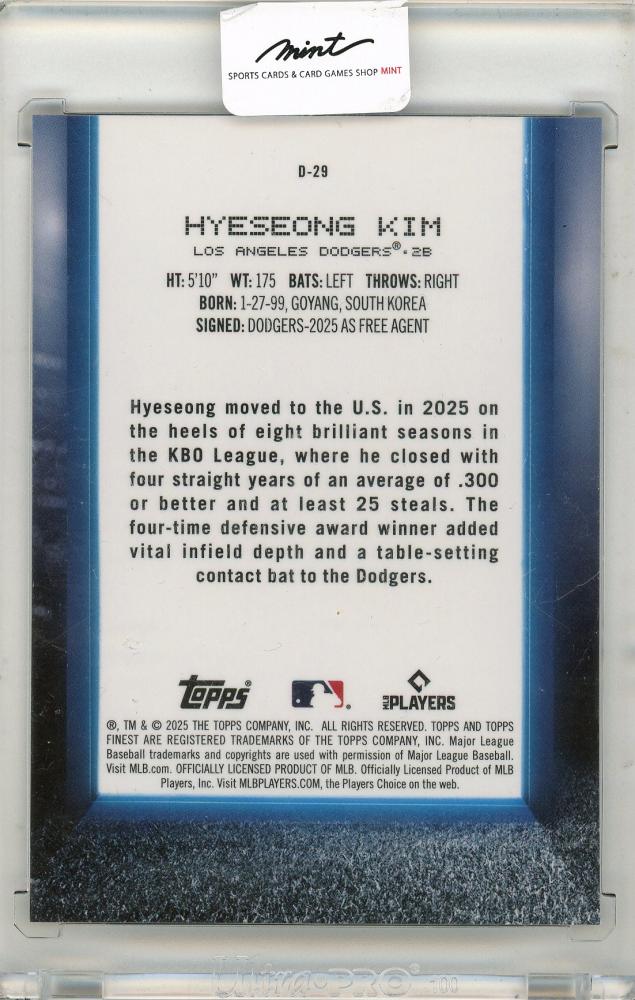 mint
SPORTS CARDS & CARD GAMES SHOP MINT
D-29
HYESEONG KIM
LOS ANGELES DODGERS®•2B
HT: 5'10" WT: 175 BATS: LEFT THROWS: RIGHT
BORN: 1-27-99, GOYANG, SOUTH KOREA
SIGNED: DODGERS-2025 AS FREE AGENT
Hyeseong moved to the U.S. in 2025 on
the heels of eight brilliant seasons in
the KBO League, where he closed with
four straight years of an average of .300
or better and at least 25 steals. The
four-time defensive award winner added
vital infield depth and a table-setting
contact bat to the Dodgers.
Topps®
MLB PLAYERS
®, TM & © 2025 THE TOPPS COMPANY, INC. ALL RIGHTS RESERVED. TOPPS AND TOPPS
FINEST ARE REGISTERED TRADEMARKS OF THE TOPPS COMPANY, INC. Major League
Baseball trademarks and copyrights are used with permission of Major League Baseball.
Visit MLB.com. OFFICIALLY LICENSED PRODUCT OF MLB. Officially Licensed Product of MLB
Players, Inc. Visit MLBPLAYERS.COM, the Players Choice on the web.
Ultra•PRO® 100